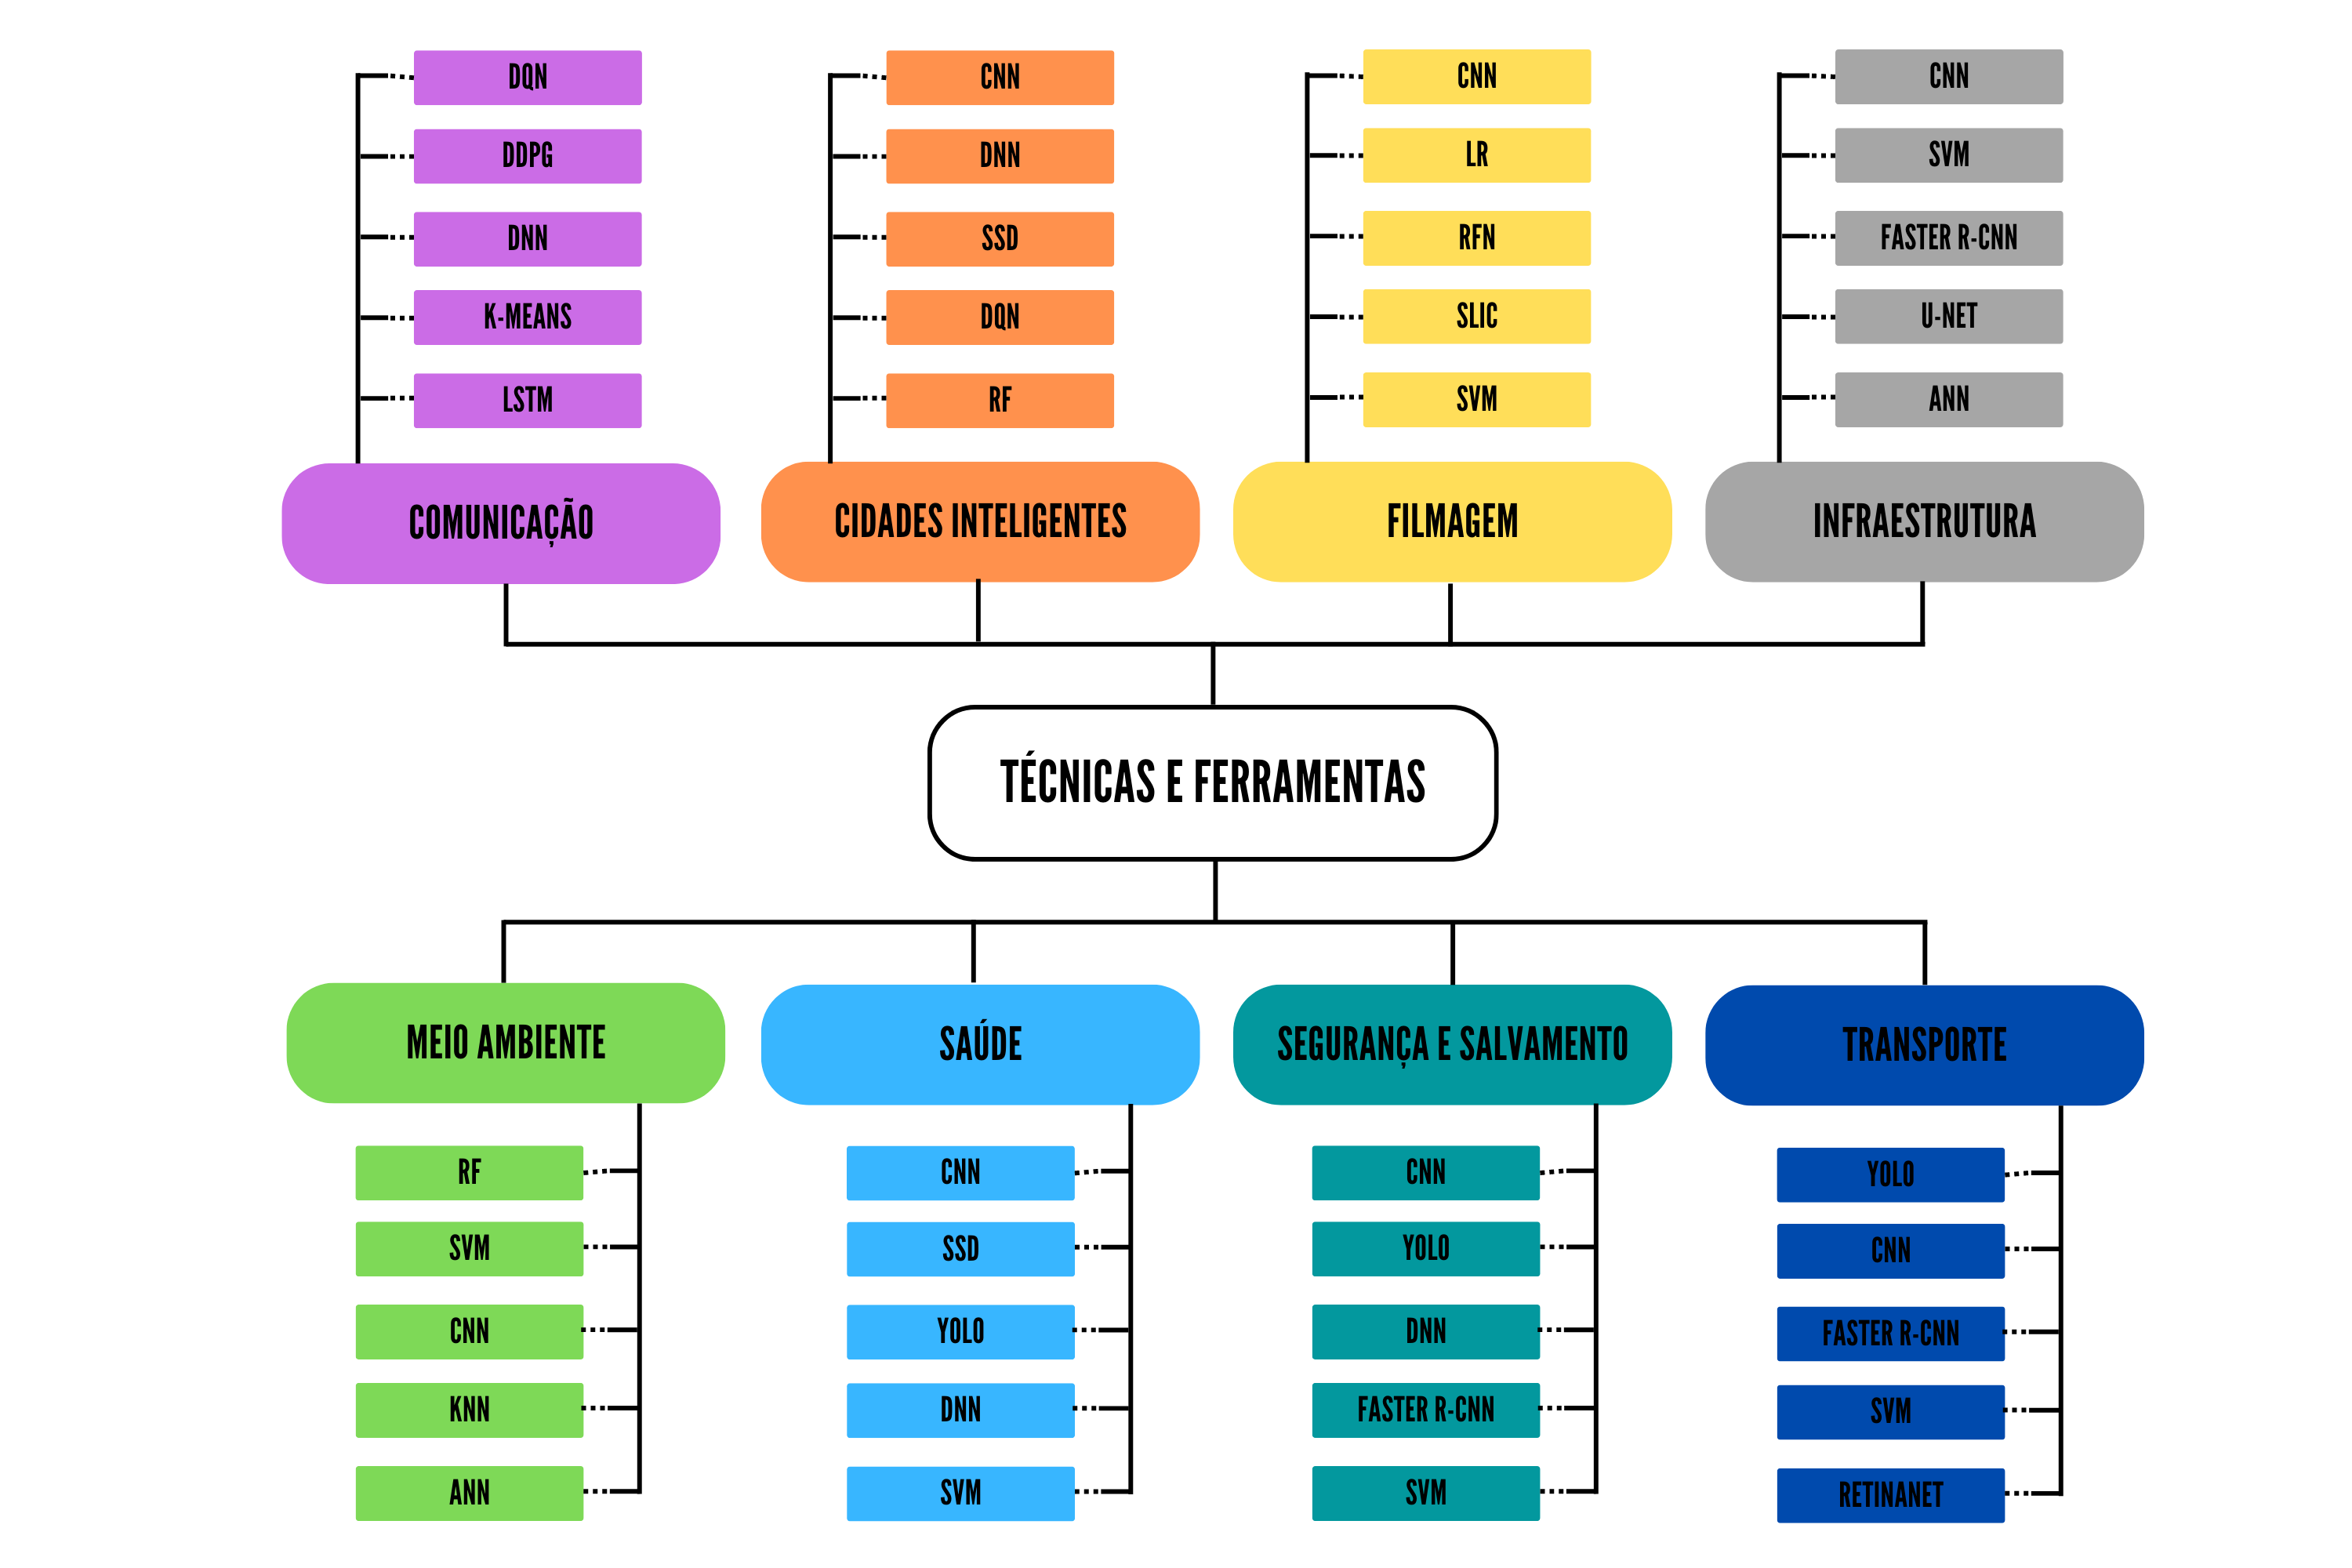 DQN
DDPG
DNN
K-MEANS
LSTM
COMUNICAÇÃO
CNN
DNN
SSD
DQN
RF
CIDADES INTELIGENTES
CNN
LR
RFN
SLIC
SVM
FILMAGEM
CNN
SVM
FASTER R-CNN
U-NET
ANN
INFRAESTRUTURA
TÉCNICAS E FERRAMENTAS
MEIO AMBIENTE
RF
SVM
CNN
KNN
ANN
SAÚDE
CNN
SSD
YOLO
DNN
SVM
SEGURANÇA E SALVAMENTO
CNN
YOLO
DNN
FASTER R-CNN
SVM
TRANSPORTE
YOLO
CNN
FASTER R-CNN
SVM
RETINANET